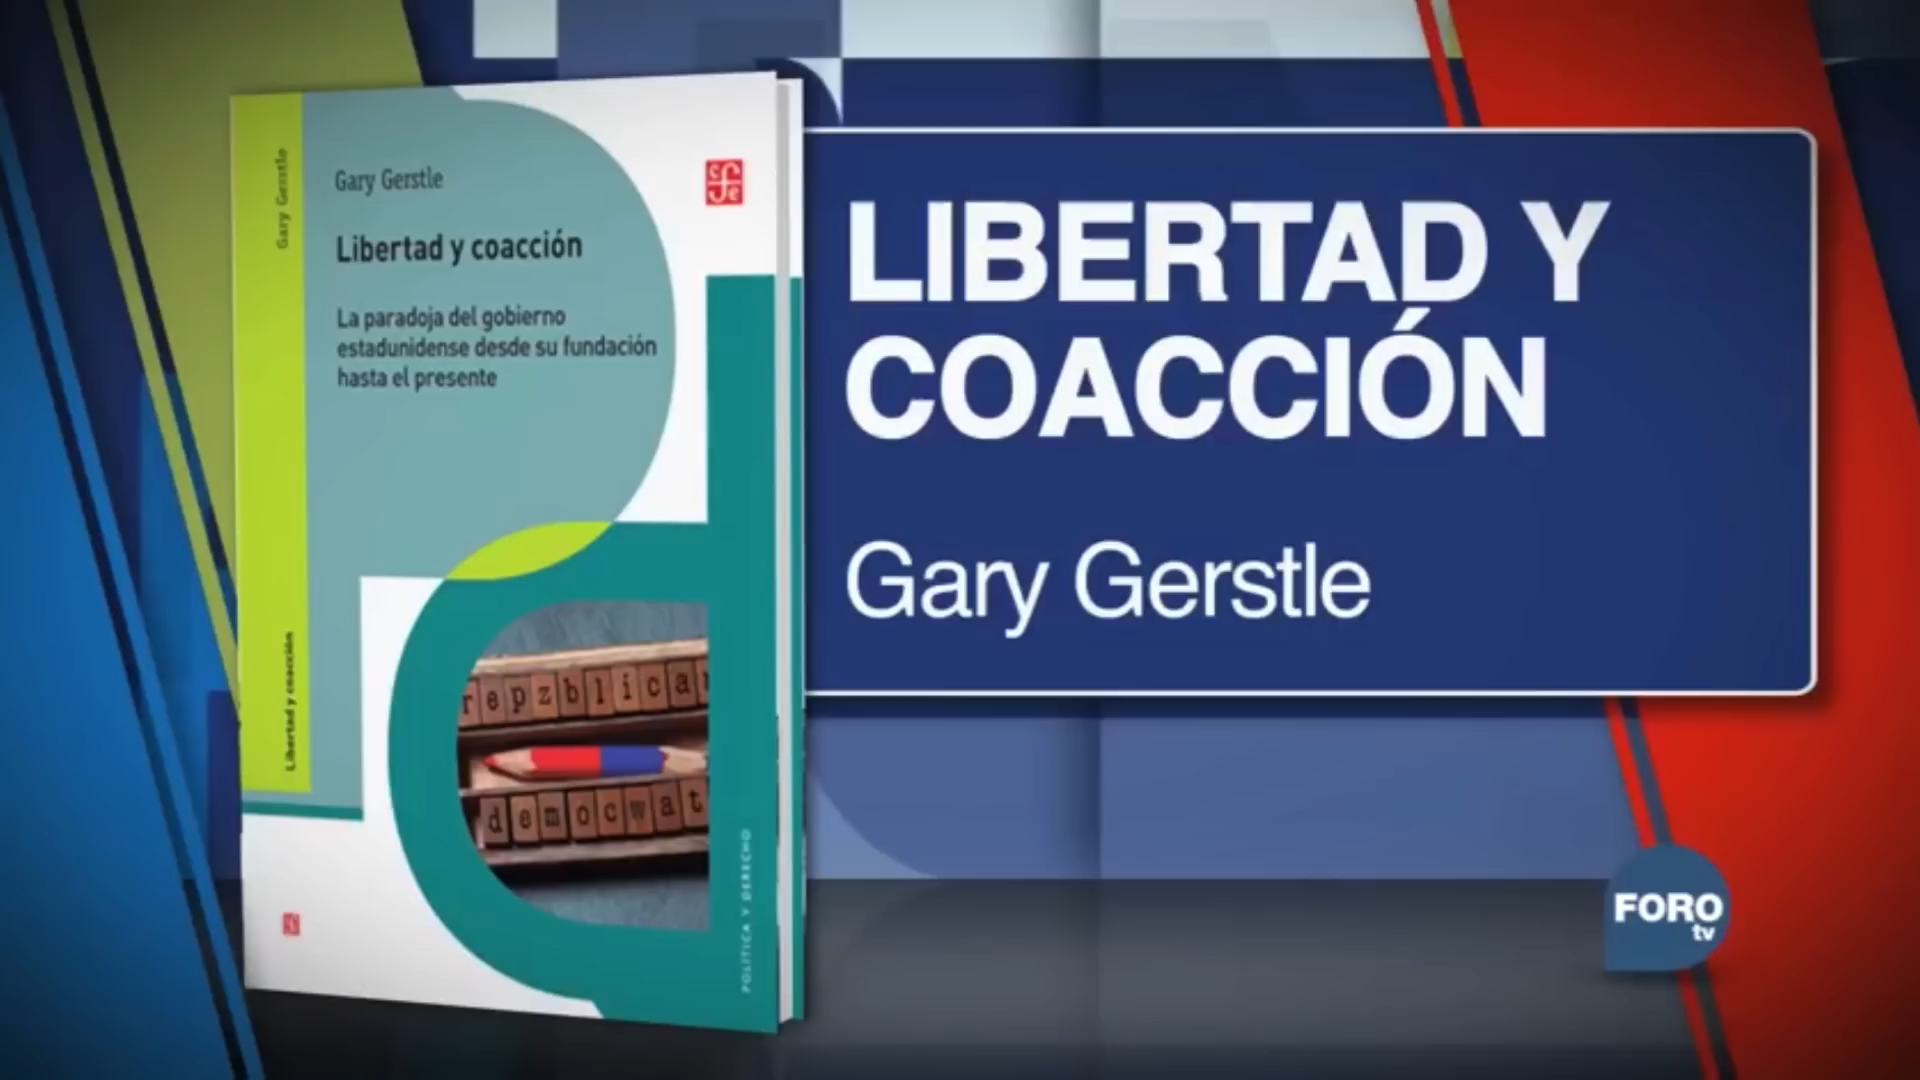 Gary Gerstle
Libertad y coacción
Gary Gerstle
Libertad y coacción
La paradoja del gobierno
estadunidense desde su fundación
hasta el presente
cfe
repzblica
democwat
POLÍTICA Y DERECHO
LIBERTAD Y
COACCIÓN
Gary Gerstle
FORO
tv